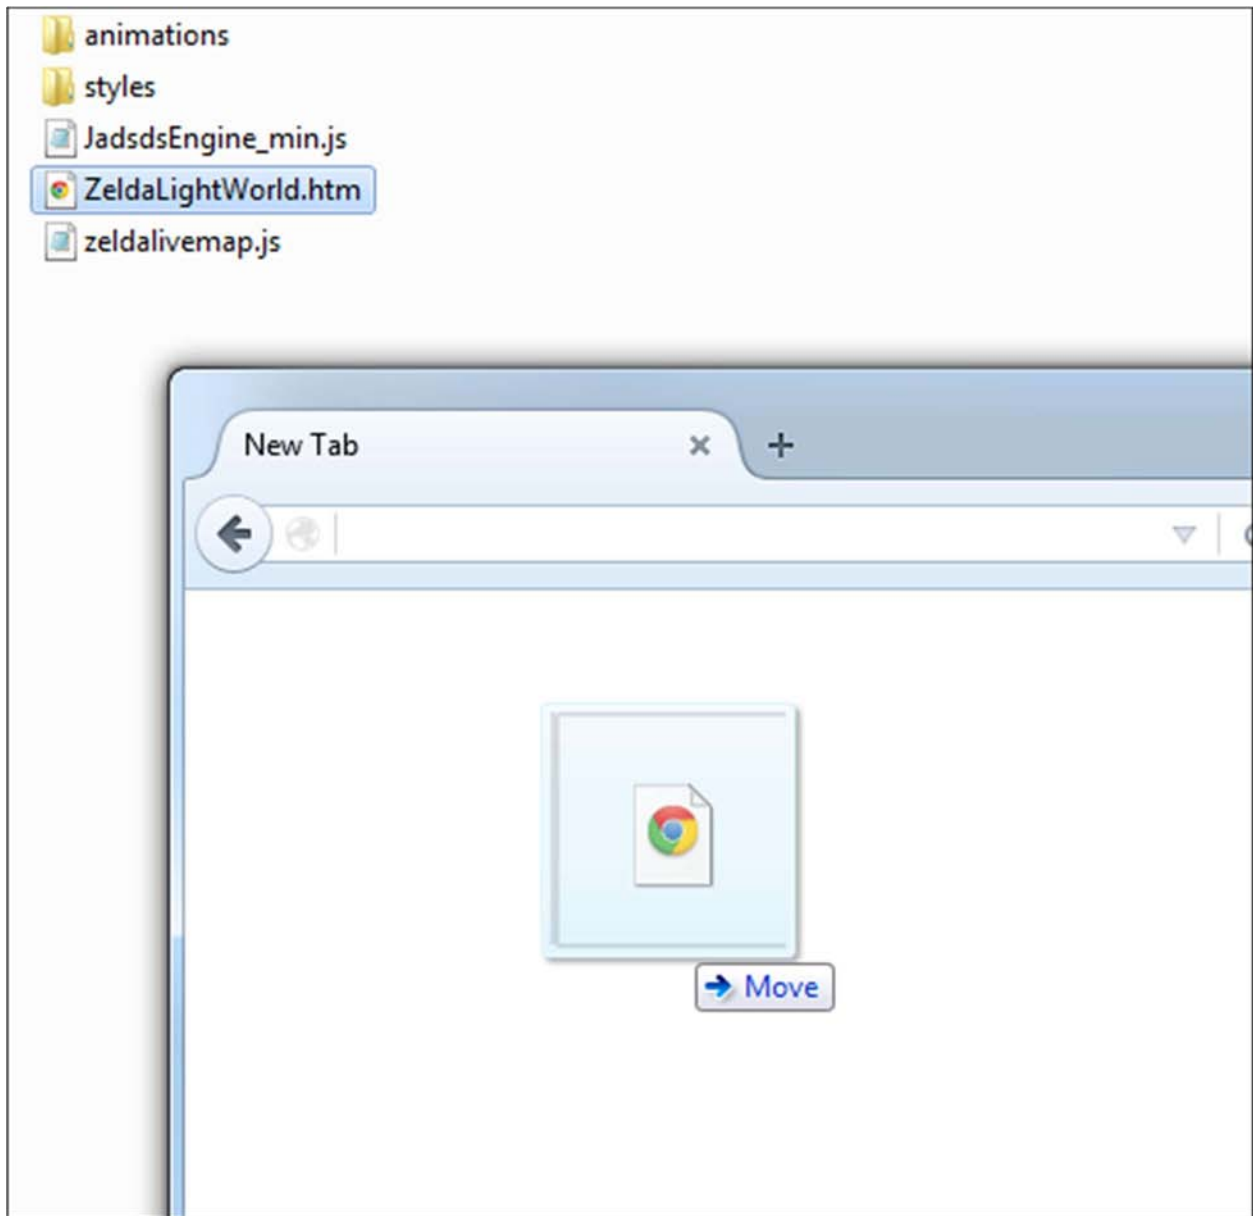 animations
styles
JadsdsEngine_min.js
ZeldaLightWorld.htm
zeldalivemap.js
New Tab
Move